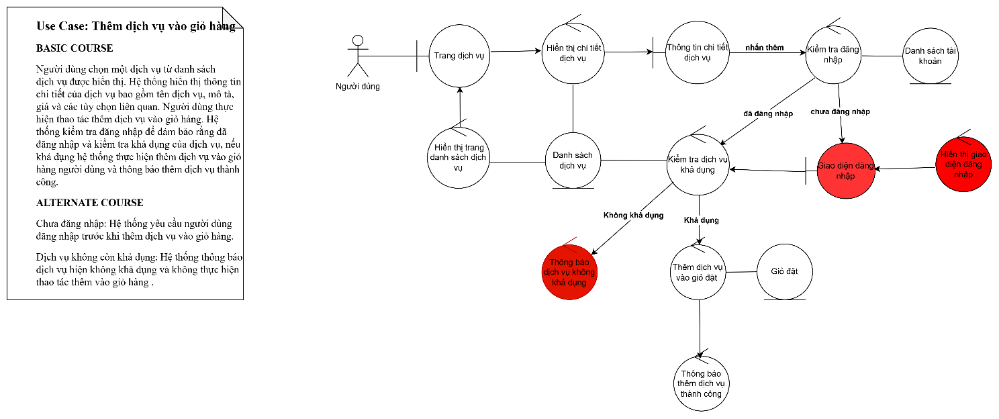 Use Case: Thêm dịch vụ vào giỏ hàng
BASIC COURSE
Người dùng chọn một dịch vụ từ danh sách
dịch vụ được hiển thị. Hệ thống hiển thị thông tin
chi tiết của dịch vụ bao gồm tên dịch vụ, mô tả,
giá và các tùy chọn liên quan. Người dùng thực
hiện thao tác thêm dịch vụ vào giỏ hàng. Hệ
thống kiểm tra đăng nhập để đảm bảo rằng đã
đăng nhập và kiểm tra khả dụng của dịch vụ, nếu
khả dụng hệ thống thực hiện thêm dịch vụ vào giỏ
hàng người dùng và thông báo thêm dịch vụ thành
công.
ALTERNATE COURSE
Chưa đăng nhập: Hệ thống yêu cầu người dùng
đăng nhập trước khi thêm dịch vụ vào giỏ hàng.
Dịch vụ không còn khả dụng: Hệ thống thông báo
dịch vụ hiện không khả dụng và không thực hiện
thao tác thêm vào giỏ hàng .
Người dùng
Trang dịch vụ
Hiển thị chi tiết
dịch vụ
Thông tin chi tiết
dịch vụ
nhấn thêm
Kiểm tra đăng
nhập
Danh sách tài
khoản
đã đăng nhập
chưa đăng nhập
Hiển thị trang
danh sách dịch
vụ
Danh sách
dịch vụ
Kiểm tra dịch vụ
khả dụng
Giao diện đăng
nhập
Hiển thị giao
diện đăng
nhập
Không khả dụng
Khả dụng
Thông báo
dịch vụ không
khả dụng
Thêm dịch vụ
vào giỏ đặt
Giỏ đặt
Thông báo
thêm dịch vụ
thành công